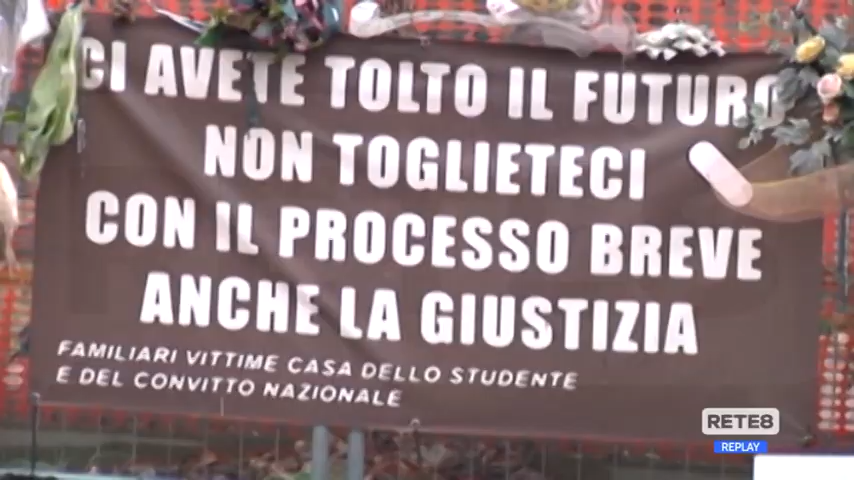 CI AVETE TOLTO IL FUTURO
NON TOGLIETECI
CON IL PROCESSO BREVE
ANCHE LA GIUSTIZIA
FAMILIARI VITTIME CASA DELLO STUDENTE
E DEL CONVITTO NAZIONALE
RETE8
REPLAY